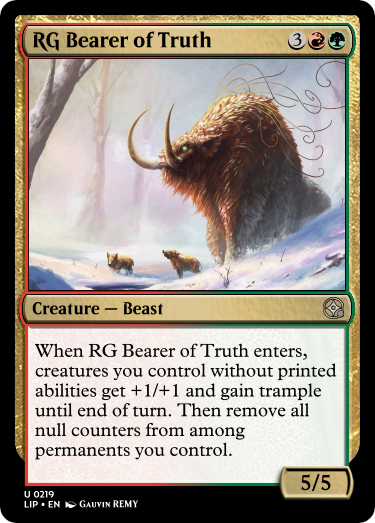 RG Bearer of Truth 3
Creature — Beast
When RG Bearer of Truth enters,
creatures you control without printed
abilities get +1/+1 and gain trample
until end of turn. Then remove all
null counters from among
permanents you control.
5/5
U 0219
LIP • EN Gauvin REMY